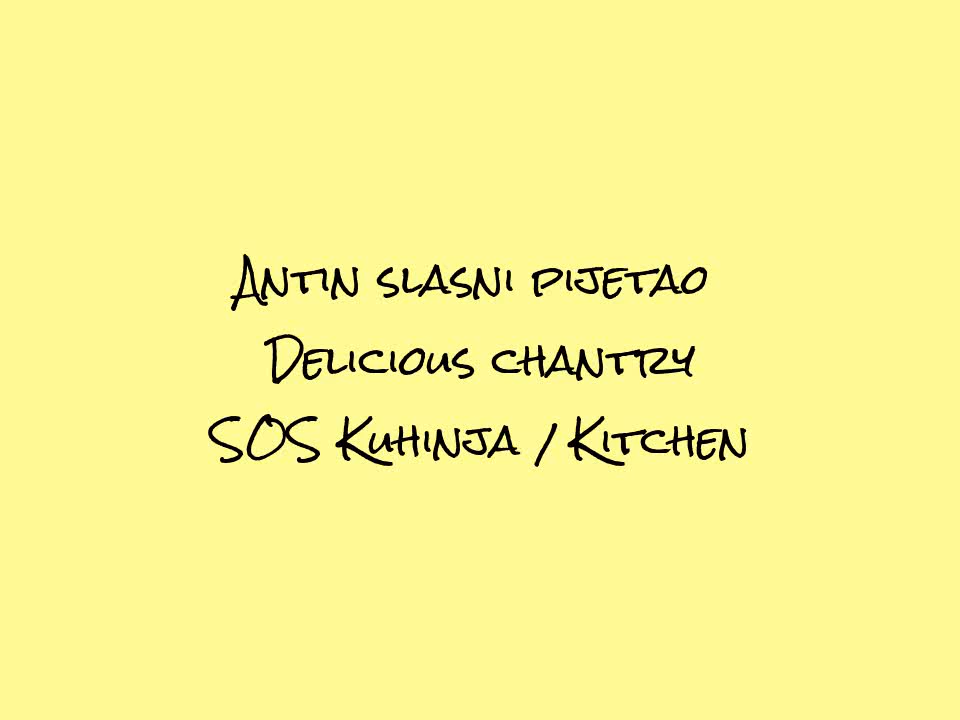 Antin slasni pijetao
Delicious chantry
SOS Kuhinja / Kitchen